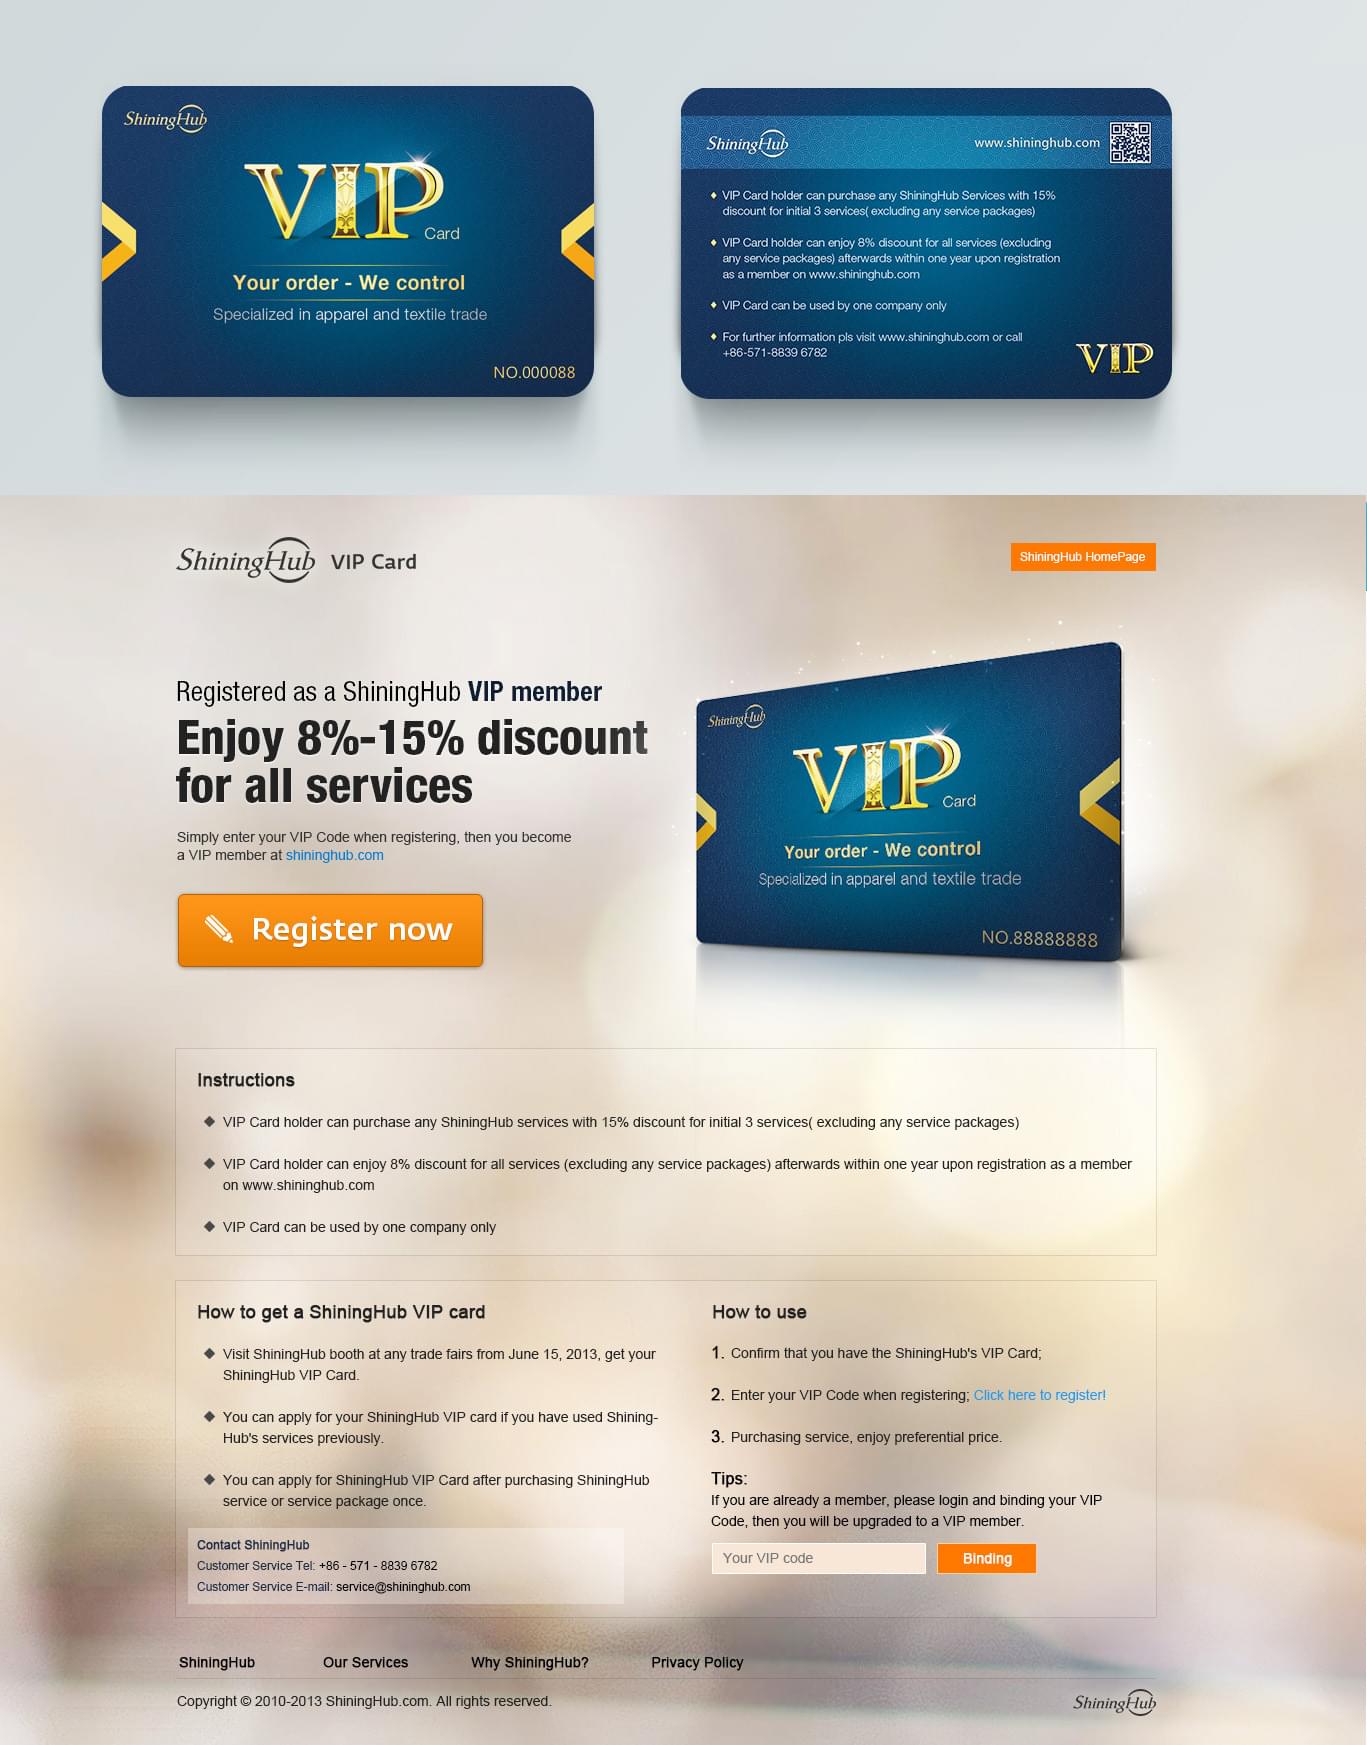 ShiningHub
VIP
Card
Your order - We control
Specialized in apparel and textile trade
NO.000088
ShiningHub
www.shininghub.com
VIP Card holder can purchase any ShiningHub Services with 15%
discount for initial 3 services( excluding any service packages)
VIP Card holder can enjoy 8% discount for all services (excluding
any service packages) afterwards within one year upon registration
as a member on www.shininghub.com
VIP Card can be used by one company only
For further information pls visit www.shininghub.com or call
+86-571-8839 6782
VIP
ShiningHub VIP Card
ShiningHub HomePage
Registered as a ShiningHub VIP member
Enjoy 8%-15% discount
for all services
Simply enter your VIP Code when registering, then you become
a VIP member at shininghub.com
Register now
ShiningHub
VIP
Card
Your order - We control
Specialized in apparel and textile trade
NO.88888888
Instructions
VIP Card holder can purchase any ShiningHub services with 15% discount for initial 3 services( excluding any service packages)
VIP Card holder can enjoy 8% discount for all services (excluding any service packages) afterwards within one year upon registration as a member
on www.shininghub.com
VIP Card can be used by one company only
How to get a ShiningHub VIP card
Visit ShiningHub booth at any trade fairs from June 15, 2013, get your
ShiningHub VIP Card.
You can apply for your ShiningHub VIP card if you have used Shining-
Hub's services previously.
You can apply for ShiningHub VIP Card after purchasing ShiningHub
service or service package once.
Contact ShiningHub
Customer Service Tel: +86 - 571 - 8839 6782
Customer Service E-mail: service@shininghub.com
How to use
1. Confirm that you have the ShiningHub's VIP Card;
2. Enter your VIP Code when registering; Click here to register!
3. Purchasing service, enjoy preferential price.
Tips:
If you are already a member, please login and binding your VIP
Code, then you will be upgraded to a VIP member.
Your VIP code
Binding
ShiningHub Our Services Why ShiningHub? Privacy Policy
Copyright © 2010-2013 ShiningHub.com. All rights reserved.
ShiningHub